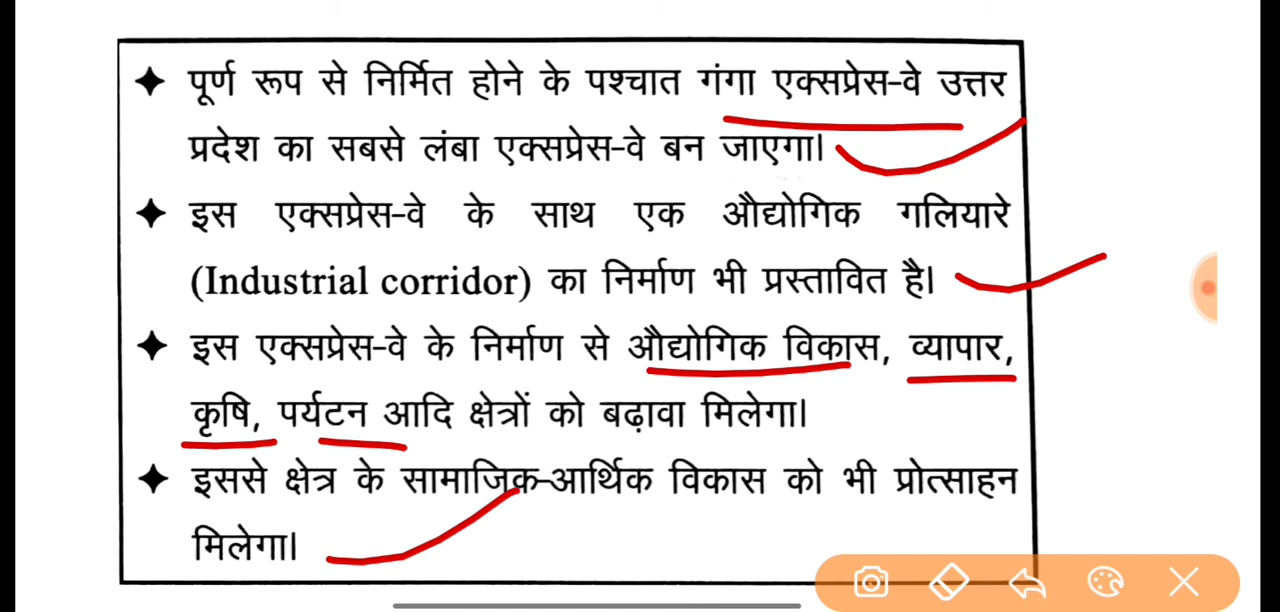 ✦ पूर्ण रूप से निर्मित होने के पश्चात गंगा एक्सप्रेस-वे उत्तर
प्रदेश का सबसे लंबा एक्सप्रेस-वे बन जाएगा।
✦ इस एक्सप्रेस-वे के साथ एक औद्योगिक गलियारे
(Industrial corridor) का निर्माण भी प्रस्तावित है।
✦ इस एक्सप्रेस-वे के निर्माण से औद्योगिक विकास, व्यापार,
कृषि, पर्यटन आदि क्षेत्रों को बढ़ावा मिलेगा।
✦ इससे क्षेत्र के सामाजिक-आर्थिक विकास को भी प्रोत्साहन
मिलेगा।